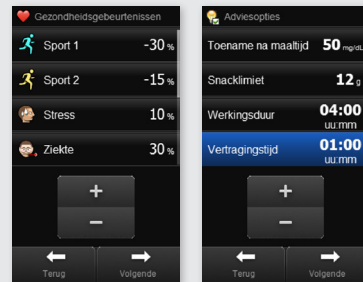 Gezondheidsgebeurtenissen
Sport 1 -30 %
Sport 2 -15 %
Stress 10 %
Ziekte 30 %
+
−
Terug Volgende
Adviesopties
Toename na maaltijd 50 mg/dL
Snacklimiet 12 g
Werkingsduur 04:00
uu:mm
Vertragingstijd 01:00
uu:mm
+
−
Terug Volgende